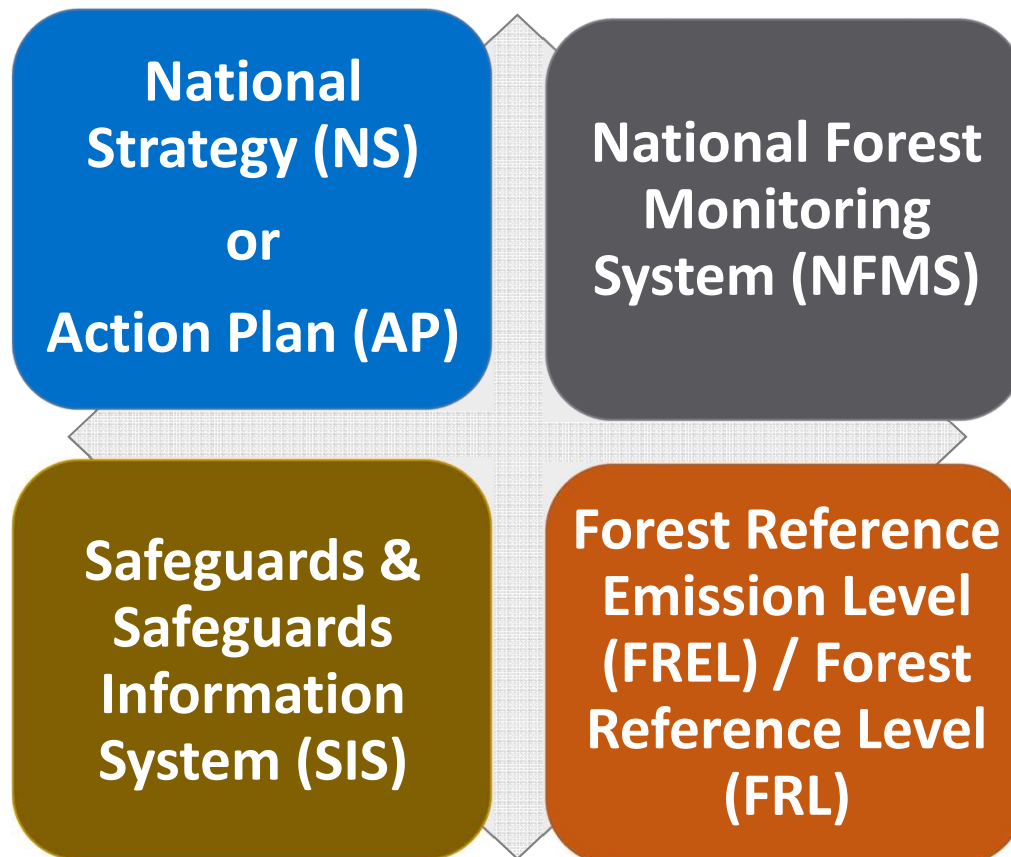 National
Strategy (NS)
or
Action Plan (AP)
National Forest
Monitoring
System (NFMS)
Safeguards &
Safeguards
Information
System (SIS)
Forest Reference
Emission Level
(FREL) / Forest
Reference Level
(FRL)